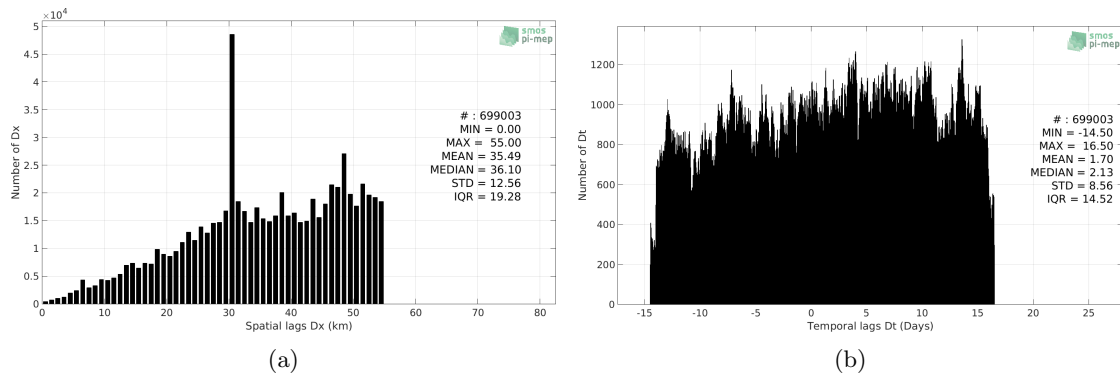 ×10⁴
5
4.5
4
3.5
3
2.5
2
1.5
1
0.5
0
Number of Dx
0 10 20 30 40 50 60 70 80
Spatial lags Dx (km)
smos
pi-mep
# : 699003
MIN = 0.00
MAX = 55.00
MEAN = 35.49
MEDIAN = 36.10
STD = 12.56
IQR = 19.28
(a)
1200
1000
800
600
400
200
0
Number of Dt
-15 -10 -5 0 5 10 15 20 25
Temporal lags Dt (Days)
smos
pi-mep
# : 699003
MIN = -14.50
MAX = 16.50
MEAN = 1.70
MEDIAN = 2.13
STD = 8.56
IQR = 14.52
(b)